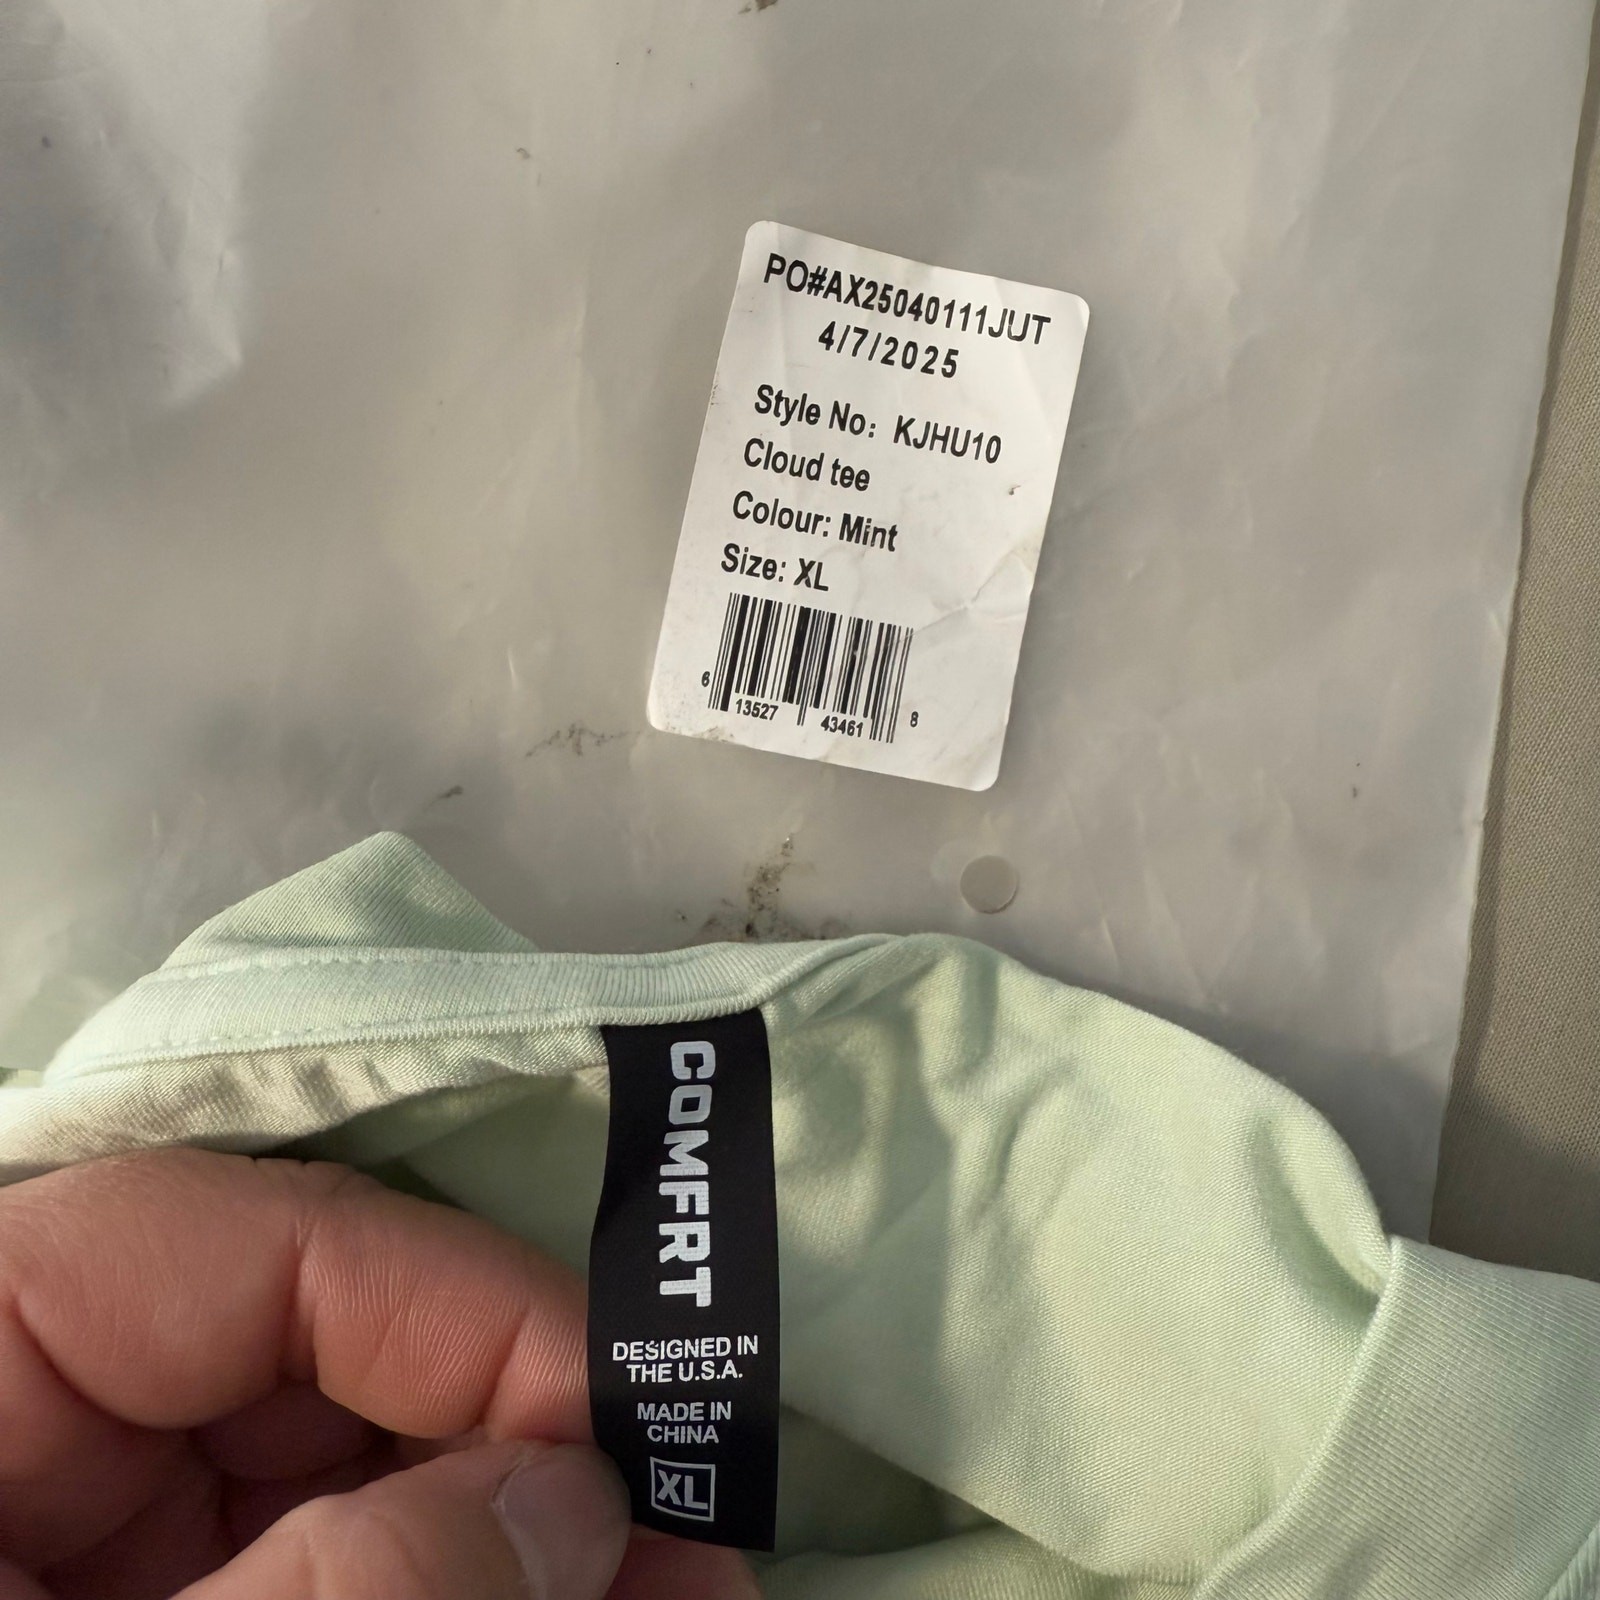 PO#AX25040111JUT
4/7/2025
Style No: KJHU10
Cloud tee
Colour: Mint
Size: XL
6 13527 43461 8
COMFRT
DESIGNED IN
THE U.S.A.
MADE IN
CHINA
XL